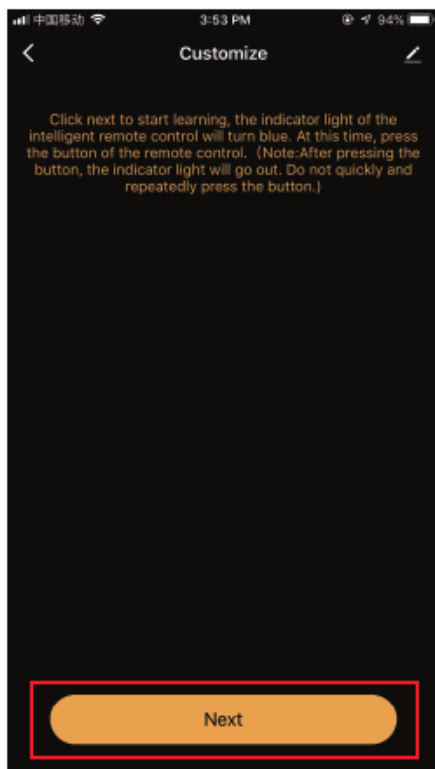 中国移动 3:53 PM 94%
Customize
Click next to start learning, the indicator light of the
intelligent remote control will turn blue. At this time, press
the button of the remote control.（Note:After pressing the
button, the indicator light will go out. Do not quickly and
repeatedly press the button.)
Next